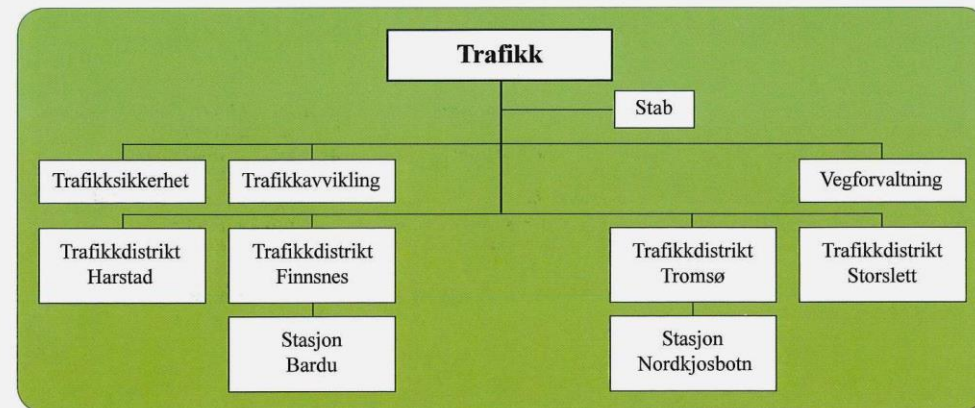 Trafikk
Stab
Trafikksikkerhet
Trafikkavvikling
Vegforvaltning
Trafikkdistrikt
Harstad
Trafikkdistrikt
Finnsnes
Trafikkdistrikt
Tromsø
Trafikkdistrikt
Storslett
Stasjon
Bardu
Stasjon
Nordkjosbotn